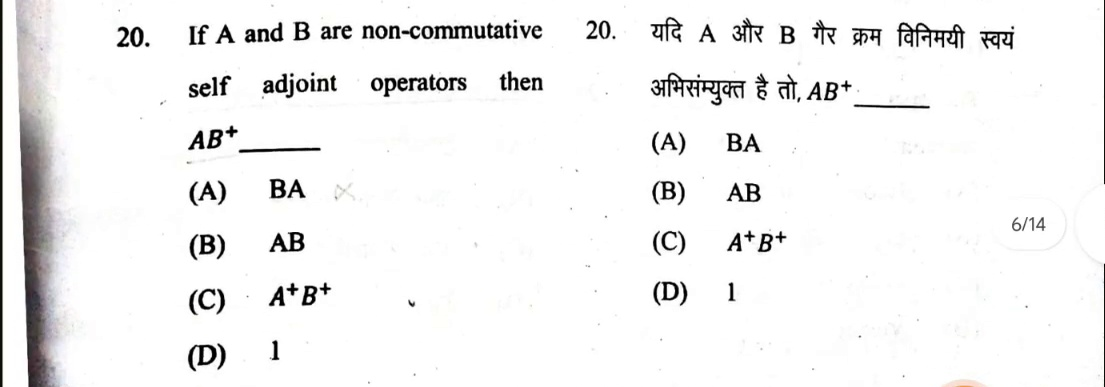 20. If A and B are non-commutative
self adjoint operators then
AB⁺______
(A) BA
(B) AB
(C) A⁺B⁺
(D) 1
20. यदि A और B गैर क्रम विनिमयी स्वयं
अभिसंम्युक्त है तो, AB⁺______
(A) BA
(B) AB
(C) A⁺B⁺
(D) 1
6/14